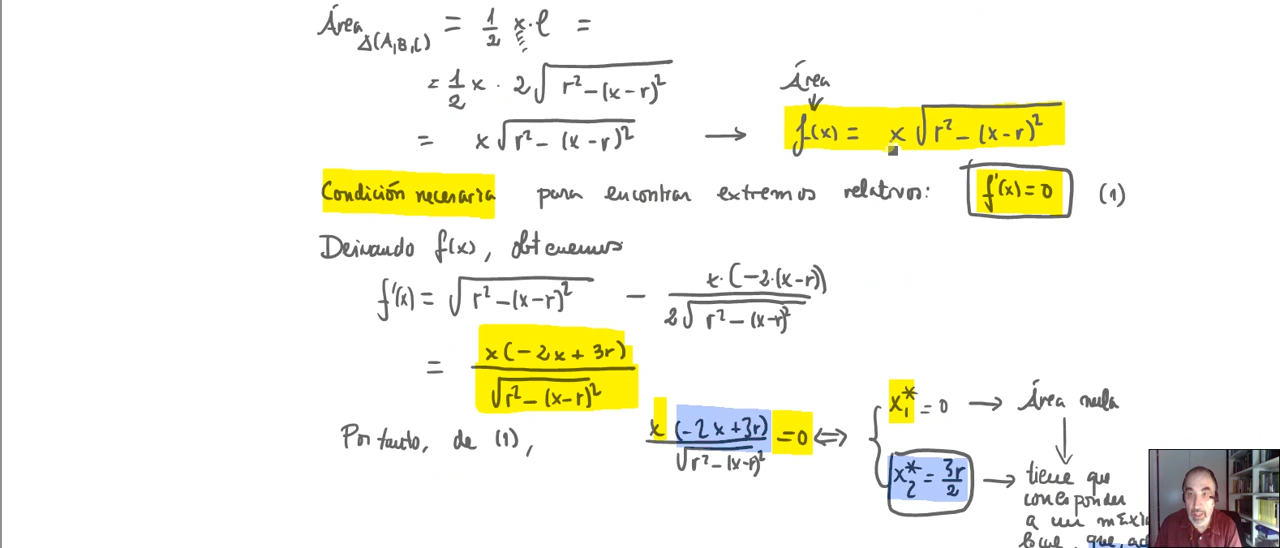 Área Δ(A,B,C) = 1/2 x·l =
= 1/2 x · 2√(r² − (x−r)²)
= x√(r² − (x−r)²) → f(x) = x√(r² − (x−r)²)
Área ↓
Condición necesaria para encontrar extremos relativos: f'(x)=0 (1)
Derivando f(x), obtenemos
f'(x) = √(r² − (x−r)²) − x·(−2·(x−r)) / 2√(r² − (x−r)²)
= x(−2x + 3r) / √(r² − (x−r)²)
Por tanto, de (1), x(−2x+3r) / √(r² − (x−r)²) = 0 ⇔ { x₁* = 0 → Área nula
↓
x₂* = 3r/2 → tiene que
corresponder
a un
que,